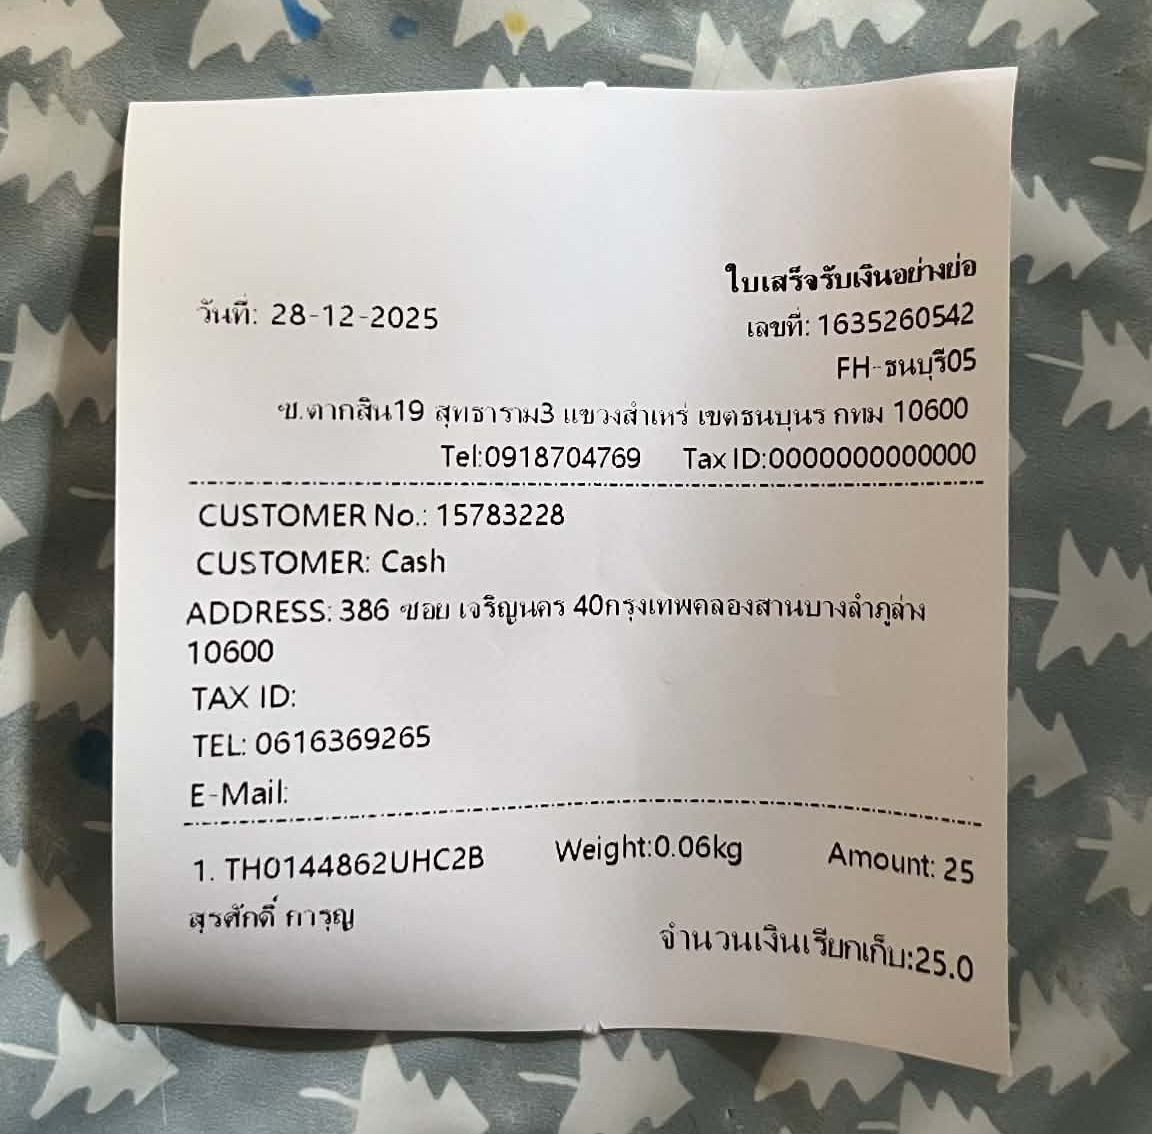 ใบเสร็จรับเงินอย่างย่อ
วันที่: 28-12-2025
เลขที่: 1635260542
FH-ธนบุรี05
ซ.ตากสิน19 สุทธาราม3 แขวงสำเหร่ เขตธนบุนร กทม 10600
Tel:0918704769 Tax ID:0000000000000
CUSTOMER No.: 15783228
CUSTOMER: Cash
ADDRESS: 386 ซอย เจริญนคร 40กรุงเทพคลองสานบางลำภูล่าง
10600
TAX ID:
TEL: 0616369265
E-Mail:
1. TH0144862UHC2B Weight:0.06kg Amount: 25
สุรศักดิ์ การุญ
จำนวนเงินเรียกเก็บ:25.0